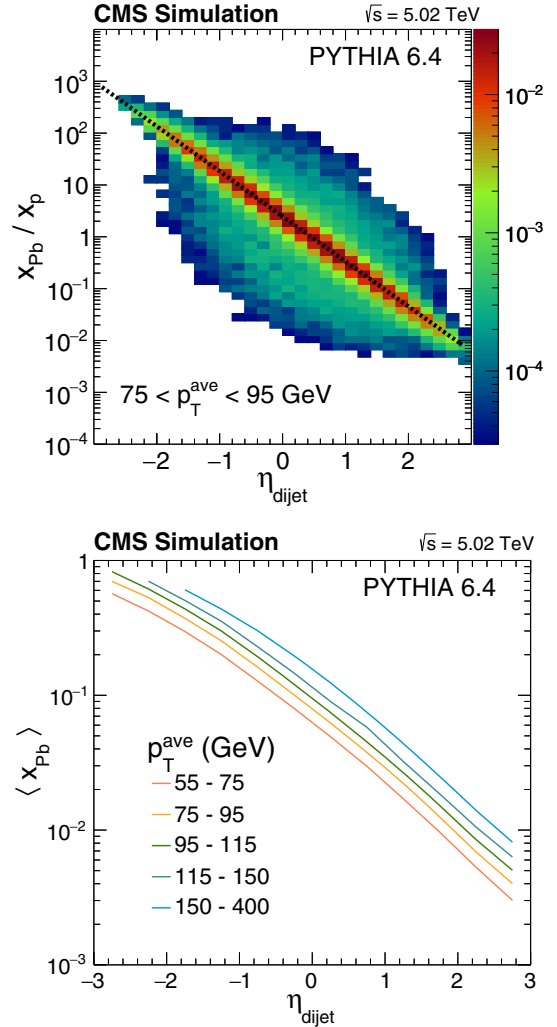 CMS Simulation √s = 5.02 TeV
PYTHIA 6.4
10³
10²
10
1
10⁻¹
10⁻²
10⁻³
10⁻⁴
x_Pb / x_p
75 < p_T^ave < 95 GeV
−2 −1 0 1 2
η_dijet
10⁻²
10⁻³
10⁻⁴
CMS Simulation √s = 5.02 TeV
PYTHIA 6.4
1
10⁻¹
10⁻²
10⁻³
⟨ x_Pb ⟩
p_T^ave (GeV)
55 - 75
75 - 95
95 - 115
115 - 150
150 - 400
−3 −2 −1 0 1 2 3
η_dijet